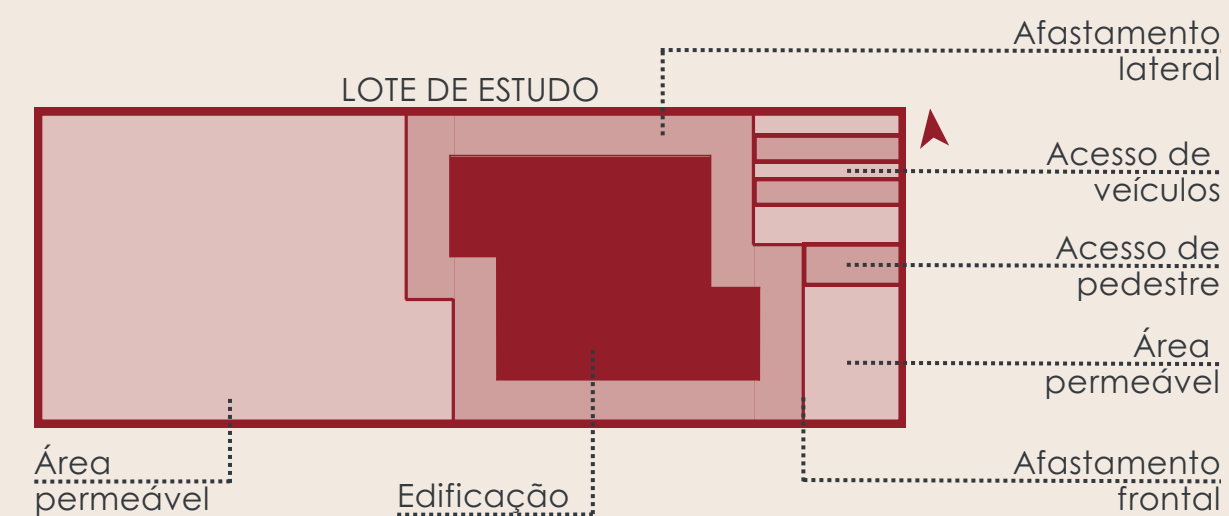 LOTE DE ESTUDO
Afastamento
lateral
Acesso de
veículos
Acesso de
pedestre
Área
permeável
Afastamento
frontal
Área
permeável
Edificação